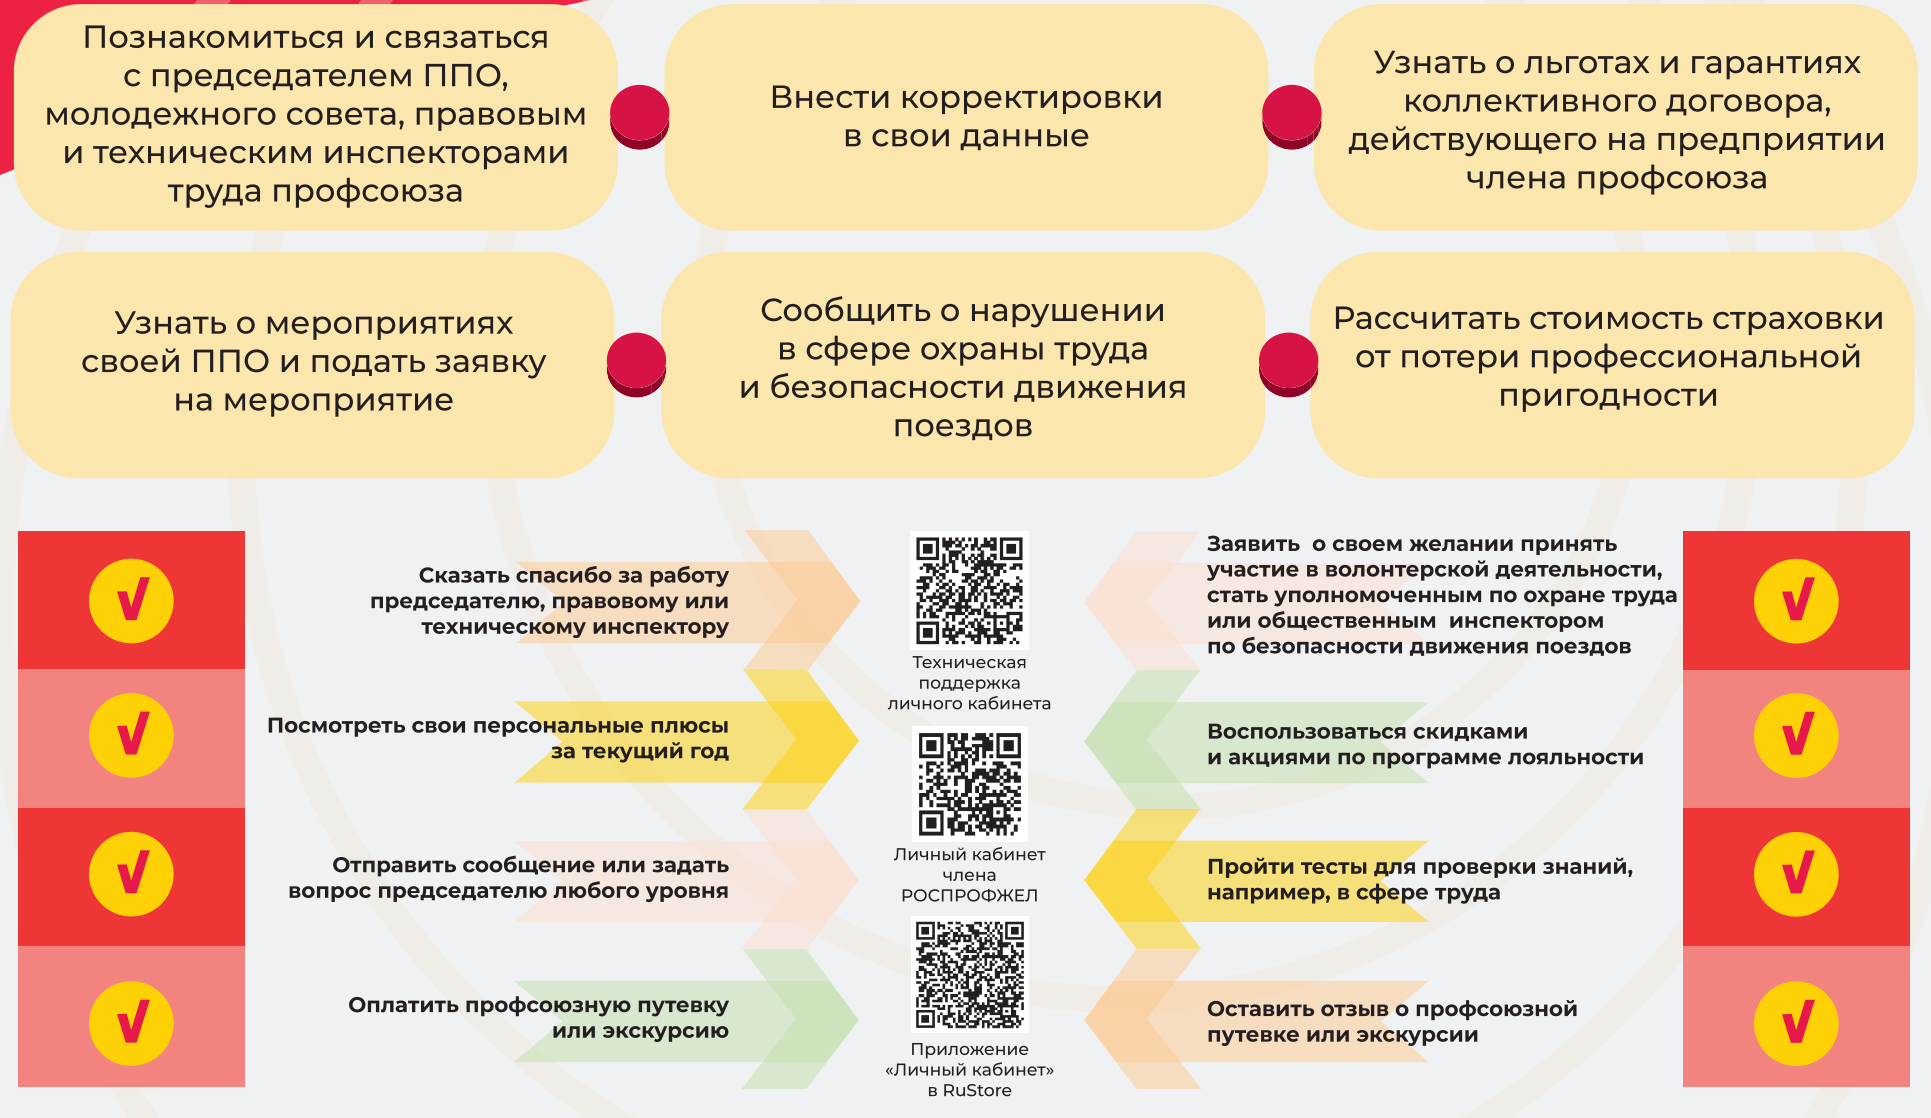 Познакомиться и связаться
с председателем ППО,
молодежного совета, правовым
и техническим инспекторами
труда профсоюза
Внести корректировки
в свои данные
Узнать о льготах и гарантиях
коллективного договора,
действующего на предприятии
члена профсоюза
Узнать о мероприятиях
своей ППО и подать заявку
на мероприятие
Сообщить о нарушении
в сфере охраны труда
и безопасности движения
поездов
Рассчитать стоимость страховки
от потери профессиональной
пригодности
Сказать спасибо за работу
председателю, правовому или
техническому инспектору
Посмотреть свои персональные плюсы
за текущий год
Отправить сообщение или задать
вопрос председателю любого уровня
Оплатить профсоюзную путевку
или экскурсию
Техническая
поддержка
личного кабинета
Личный кабинет
члена
РОСПРОФЖЕЛ
Приложение
«Личный кабинет»
в RuStore
Заявить о своем желании принять
участие в волонтерской деятельности,
стать уполномоченным по охране труда
или общественным инспектором
по безопасности движения поездов
Воспользоваться скидками
и акциями по программе лояльности
Пройти тесты для проверки знаний,
например, в сфере труда
Оставить отзыв о профсоюзной
путевке или экскурсии